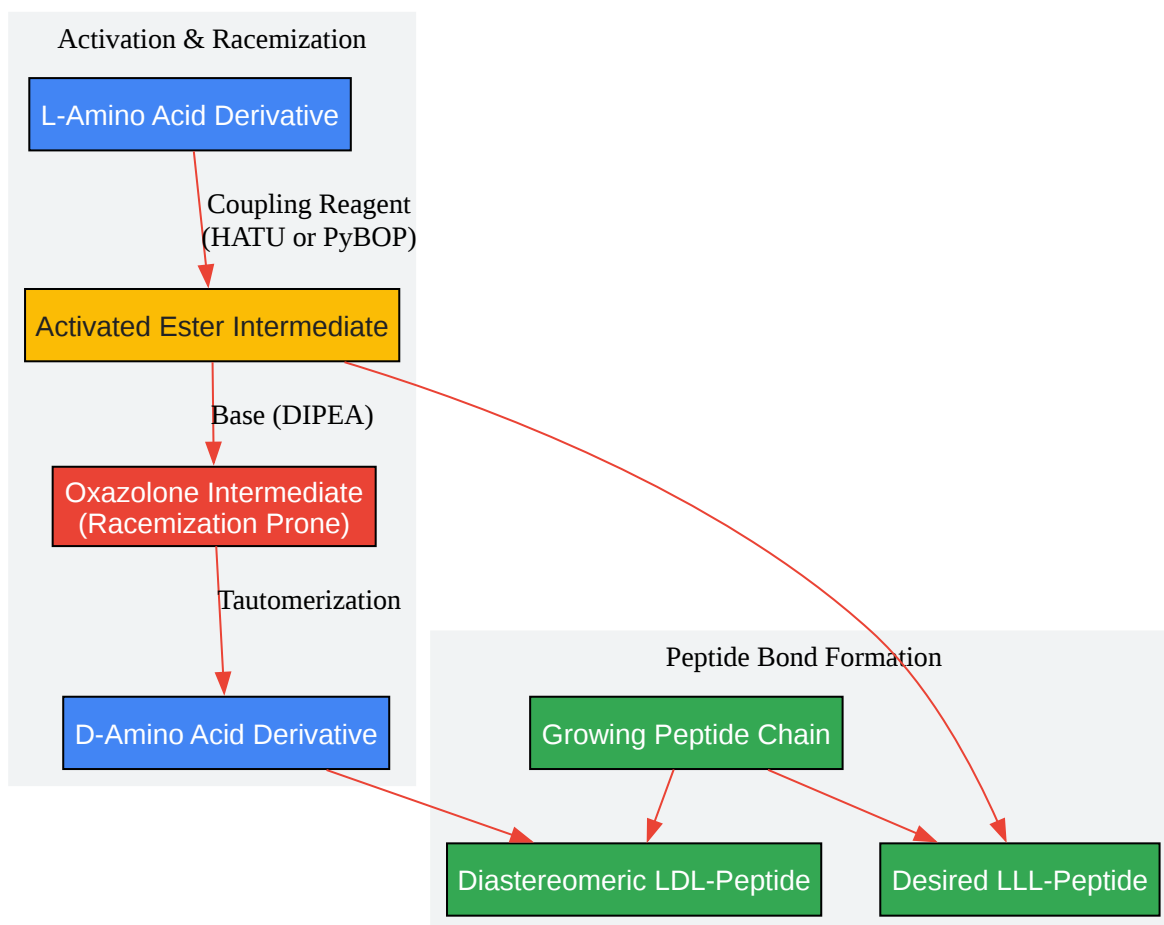 Activation & Racemization
L-Amino Acid Derivative
Coupling Reagent
(HATU or PyBOP)
Activated Ester Intermediate
Base (DIPEA)
Oxazolone Intermediate
(Racemization Prone)
Tautomerization
D-Amino Acid Derivative
Peptide Bond Formation
Growing Peptide Chain
Diastereomeric LDL-Peptide
Desired LLL-Peptide